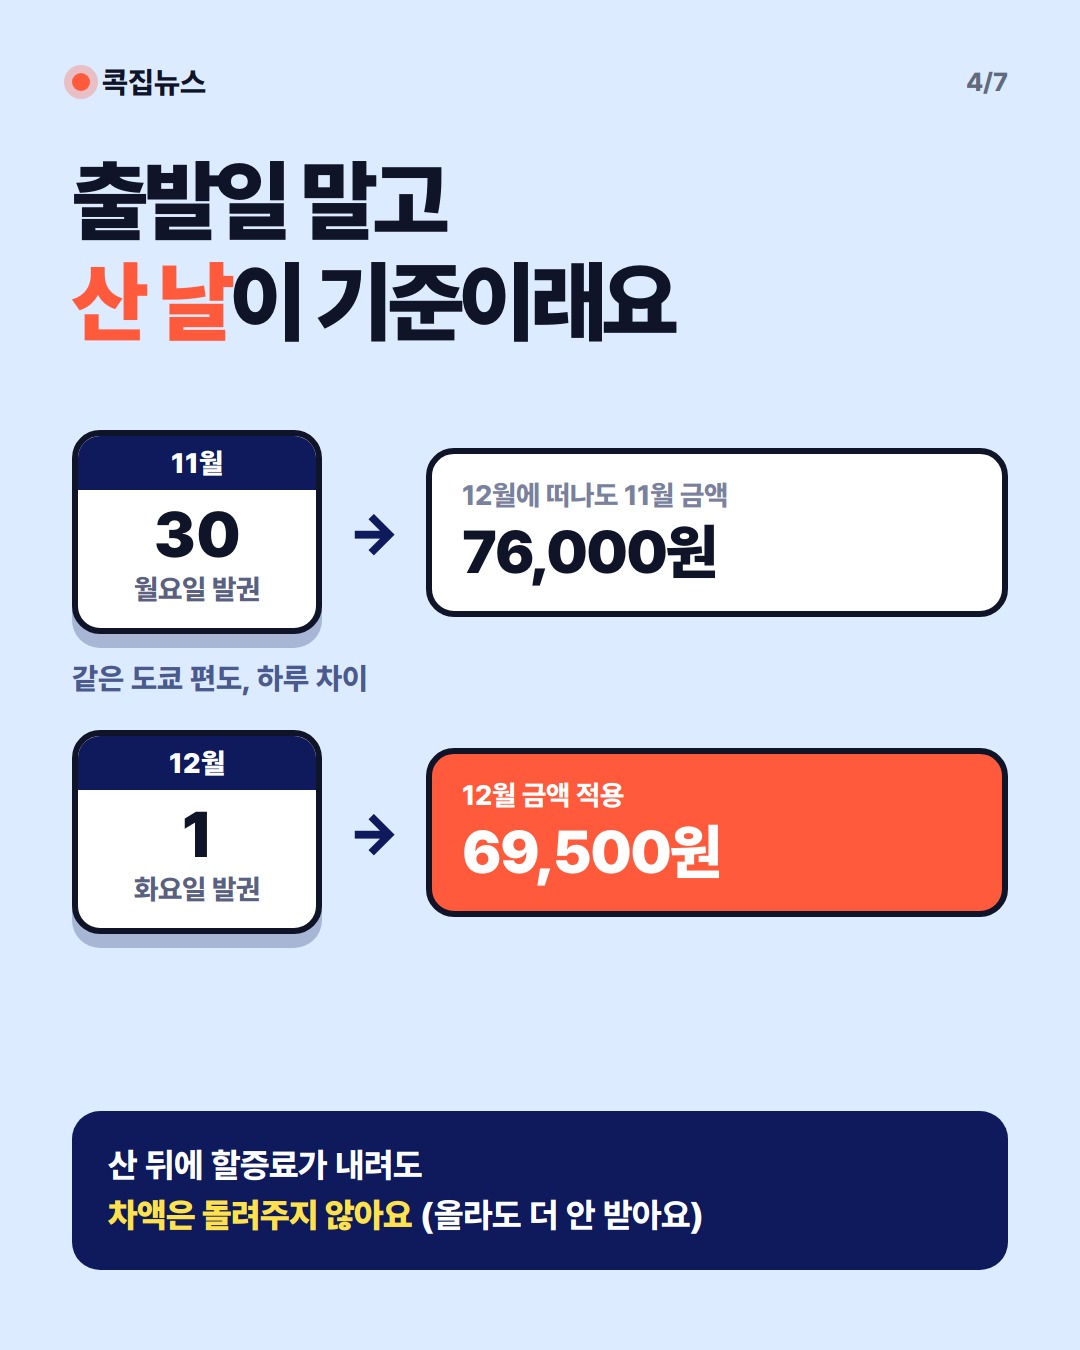 콕집뉴스
4/7
출발일 말고
산 날이 기준이래요
11월
30
월요일 발권
12월에 떠나도 11월 금액
76,000원
같은 도쿄 편도, 하루 차이
12월
1
화요일 발권
12월 금액 적용
69,500원
산 뒤에 할증료가 내려도
차액은 돌려주지 않아요 (올라도 더 안 받아요)